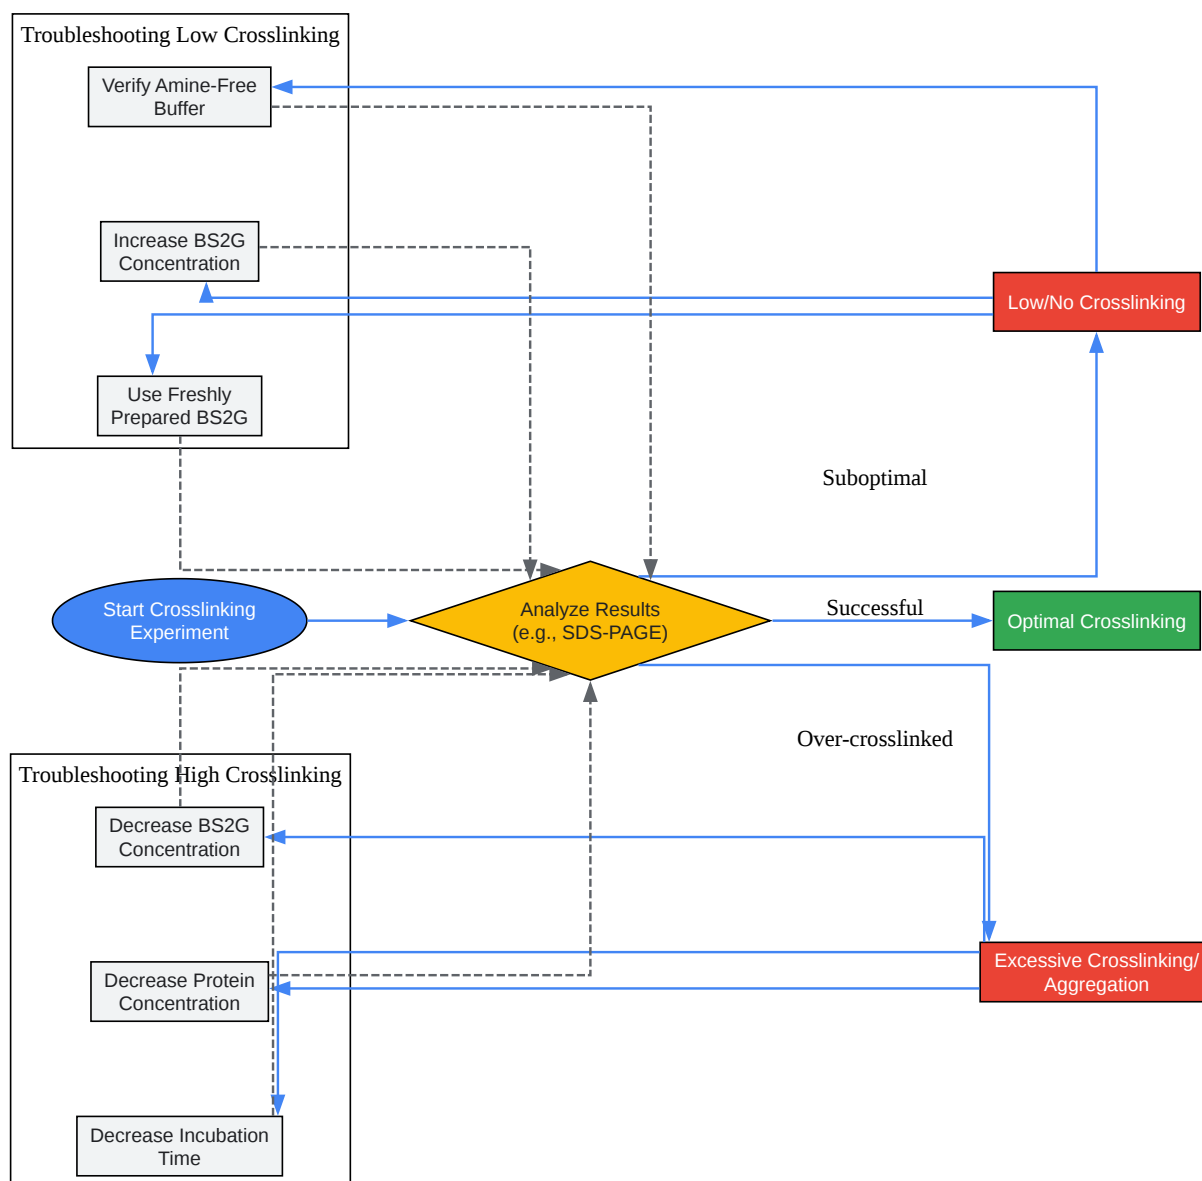 Troubleshooting Low Crosslinking
Verify Amine-Free
Buffer
Increase BS2G
Concentration
Low/No Crosslinking
Use Freshly
Prepared BS2G
Suboptimal
Start Crosslinking
Experiment
Analyze Results
(e.g., SDS-PAGE)
Successful
Optimal Crosslinking
Over-crosslinked
Troubleshooting High Crosslinking
Decrease BS2G
Concentration
Decrease Protein
Concentration
Excessive Crosslinking/
Aggregation
Decrease Incubation
Time